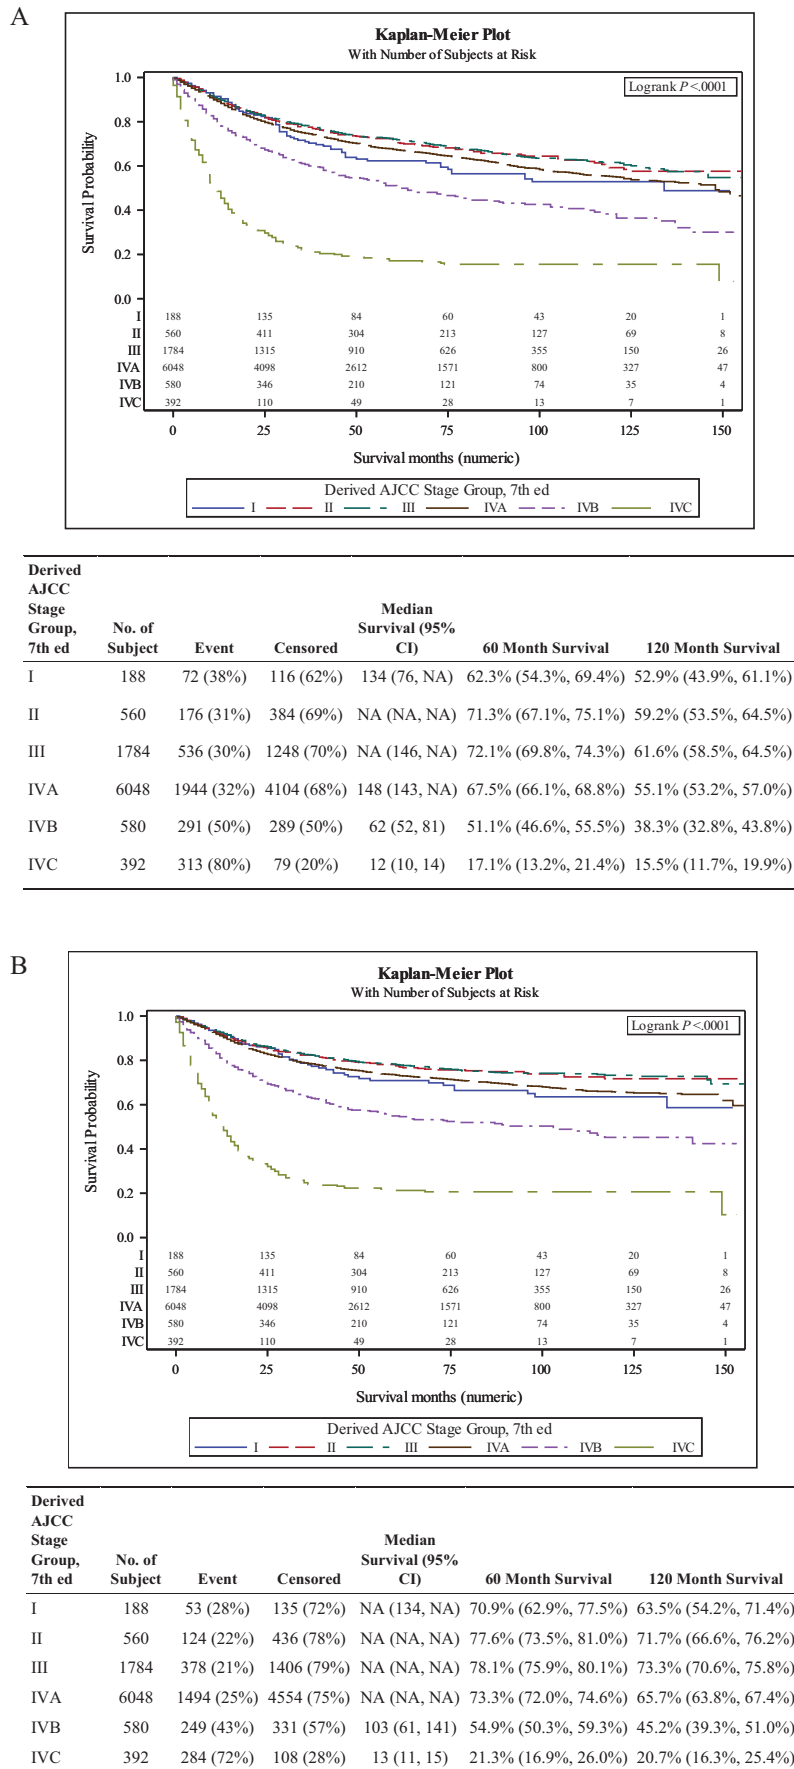 A
Kaplan-Meier Plot
With Number of Subjects at Risk
Logrank P <.0001
Survival Probability
1.0
0.8
0.6
0.4
0.2
0.0
I 188 135 84 60 43 20 1
II 560 411 304 213 127 69 8
III 1784 1315 910 626 355 150 26
IVA 6048 4098 2612 1571 800 327 47
IVB 580 346 210 121 74 35 4
IVC 392 110 49 28 13 7 1
0 25 50 75 100 125 150
Survival months (numeric)
Derived AJCC Stage Group, 7th ed
I II III IVA IVB IVC
Derived AJCC Stage Group, 7th ed No. of Subject Event Censored Median Survival (95% CI) 60 Month Survival 120 Month Survival
I 188 72 (38%) 116 (62%) 134 (76, NA) 62.3% (54.3%, 69.4%) 52.9% (43.9%, 61.1%)
II 560 176 (31%) 384 (69%) NA (NA, NA) 71.3% (67.1%, 75.1%) 59.2% (53.5%, 64.5%)
III 1784 536 (30%) 1248 (70%) NA (146, NA) 72.1% (69.8%, 74.3%) 61.6% (58.5%, 64.5%)
IVA 6048 1944 (32%) 4104 (68%) 148 (143, NA) 67.5% (66.1%, 68.8%) 55.1% (53.2%, 57.0%)
IVB 580 291 (50%) 289 (50%) 62 (52, 81) 51.1% (46.6%, 55.5%) 38.3% (32.8%, 43.8%)
IVC 392 313 (80%) 79 (20%) 12 (10, 14) 17.1% (13.2%, 21.4%) 15.5% (11.7%, 19.9%)
B
Kaplan-Meier Plot
With Number of Subjects at Risk
Logrank P <.0001
Survival Probability
1.0
0.8
0.6
0.4
0.2
0.0
I 188 135 84 60 43 20 1
II 560 411 304 213 127 69 8
III 1784 1315 910 626 355 150 26
IVA 6048 4098 2612 1571 800 327 47
IVB 580 346 210 121 74 35 4
IVC 392 110 49 28 13 7 1
0 25 50 75 100 125 150
Survival months (numeric)
Derived AJCC Stage Group, 7th ed
I II III IVA IVB IVC
Derived AJCC Stage Group, 7th ed No. of Subject Event Censored Median Survival (95% CI) 60 Month Survival 120 Month Survival
I 188 53 (28%) 135 (72%) NA (134, NA) 70.9% (62.9%, 77.5%) 63.5% (54.2%, 71.4%)
II 560 124 (22%) 436 (78%) NA (NA, NA) 77.6% (73.5%, 81.0%) 71.7% (66.6%, 76.2%)
III 1784 378 (21%) 1406 (79%) NA (NA, NA) 78.1% (75.9%, 80.1%) 73.3% (70.6%, 75.8%)
IVA 6048 1494 (25%) 4554 (75%) NA (NA, NA) 73.3% (72.0%, 74.6%) 65.7% (63.8%, 67.4%)
IVB 580 249 (43%) 331 (57%) 103 (61, 141) 54.9% (50.3%, 59.3%) 45.2% (39.3%, 51.0%)
IVC 392 284 (72%) 108 (28%) 13 (11, 15) 21.3% (16.9%, 26.0%) 20.7% (16.3%, 25.4%)